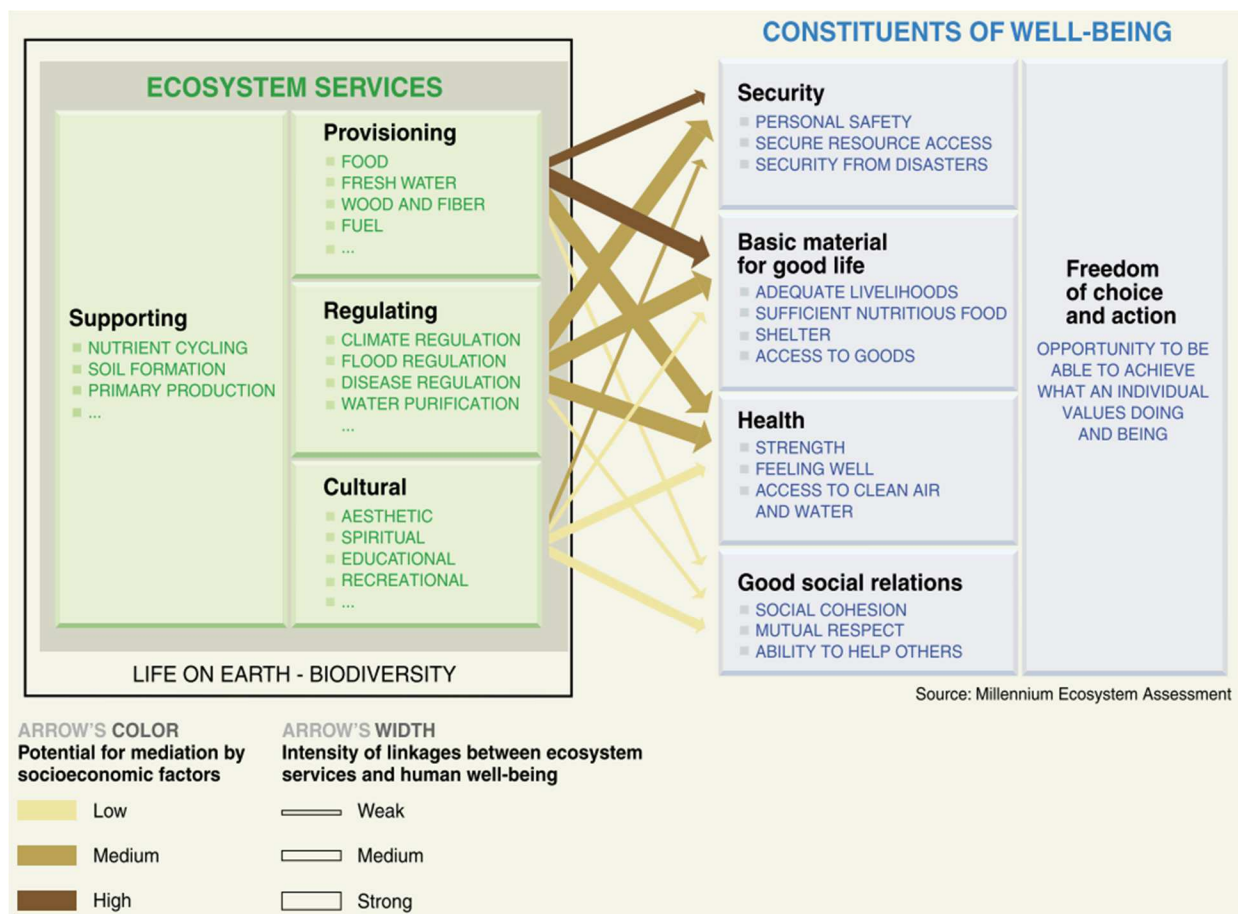 CONSTITUENTS OF WELL-BEING
ECOSYSTEM SERVICES
Supporting
NUTRIENT CYCLING
SOIL FORMATION
PRIMARY PRODUCTION
...
Provisioning
FOOD
FRESH WATER
WOOD AND FIBER
FUEL
...
Regulating
CLIMATE REGULATION
FLOOD REGULATION
DISEASE REGULATION
WATER PURIFICATION
...
Cultural
AESTHETIC
SPIRITUAL
EDUCATIONAL
RECREATIONAL
...
LIFE ON EARTH - BIODIVERSITY
Security
PERSONAL SAFETY
SECURE RESOURCE ACCESS
SECURITY FROM DISASTERS
Basic material
for good life
ADEQUATE LIVELIHOODS
SUFFICIENT NUTRITIOUS FOOD
SHELTER
ACCESS TO GOODS
Health
STRENGTH
FEELING WELL
ACCESS TO CLEAN AIR
AND WATER
Good social relations
SOCIAL COHESION
MUTUAL RESPECT
ABILITY TO HELP OTHERS
Freedom
of choice
and action
OPPORTUNITY TO BE
ABLE TO ACHIEVE
WHAT AN INDIVIDUAL
VALUES DOING
AND BEING
Source: Millennium Ecosystem Assessment
ARROW'S COLOR
Potential for mediation by
socioeconomic factors
Low
Medium
High
ARROW'S WIDTH
Intensity of linkages between ecosystem
services and human well-being
Weak
Medium
Strong